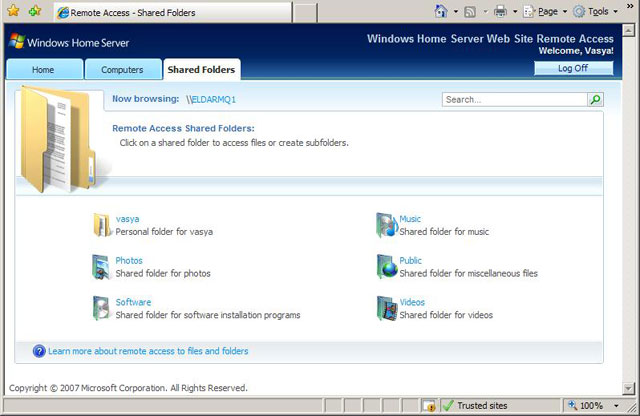 Remote Access - Shared Folders
Page
Tools
Windows Home Server
Windows Home Server Web Site Remote Access
Welcome, Vasya!
Home
Computers
Shared Folders
Log Off
Now browsing: \\ELDARMQ1
Search...
Remote Access Shared Folders:
Click on a shared folder to access files or create subfolders.
vasya
Personal folder for vasya
Music
Shared folder for music
Photos
Shared folder for photos
Public
Shared folder for miscellaneous files
Software
Shared folder for software installation programs
Videos
Shared folder for videos
Learn more about remote access to files and folders
Copyright © 2007 Microsoft Corporation. All Rights Reserved.
Trusted sites
100%